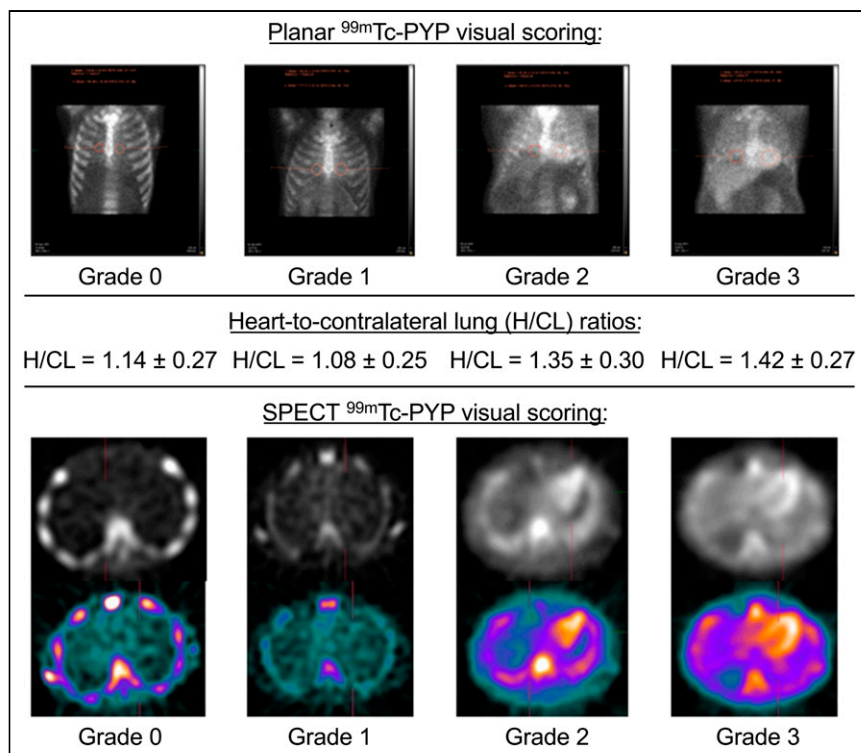 Planar ⁹⁹ᵐTc-PYP visual scoring:
Grade 0 Grade 1 Grade 2 Grade 3
Heart-to-contralateral lung (H/CL) ratios:
H/CL = 1.14 ± 0.27 H/CL = 1.08 ± 0.25 H/CL = 1.35 ± 0.30 H/CL = 1.42 ± 0.27
SPECT ⁹⁹ᵐTc-PYP visual scoring:
Grade 0 Grade 1 Grade 2 Grade 3